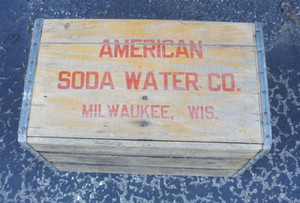 AMERICAN
SODA WATER CO.
MILWAUKEE, WIS.